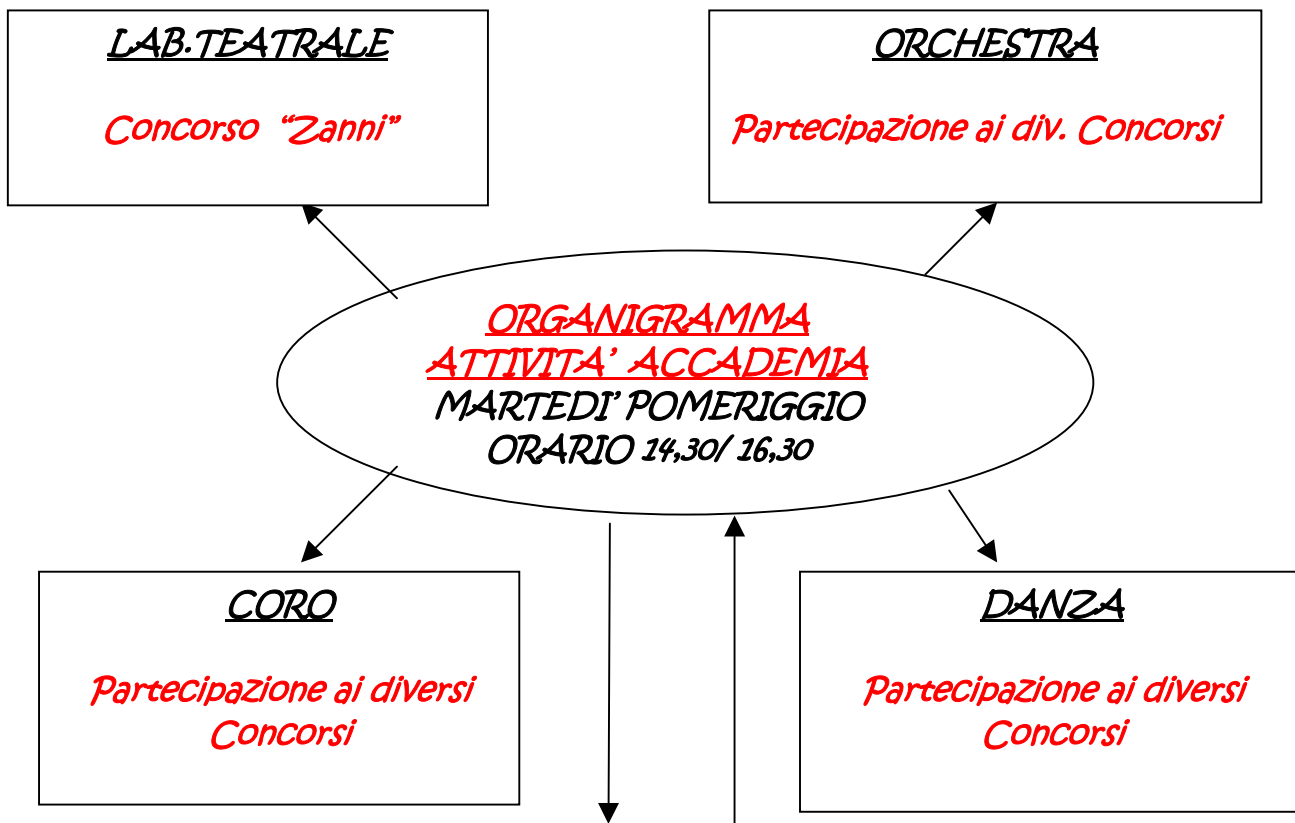 LAB.TEATRALE
Concorso “Zanni”
ORCHESTRA
Partecipazione ai div. Concorsi
ORGANIGRAMMA
ATTIVITA’ ACCADEMIA
MARTEDI’ POMERIGGIO
ORARIO 14,30/ 16,30
CORO
Partecipazione ai diversi
Concorsi
DANZA
Partecipazione ai diversi
Concorsi